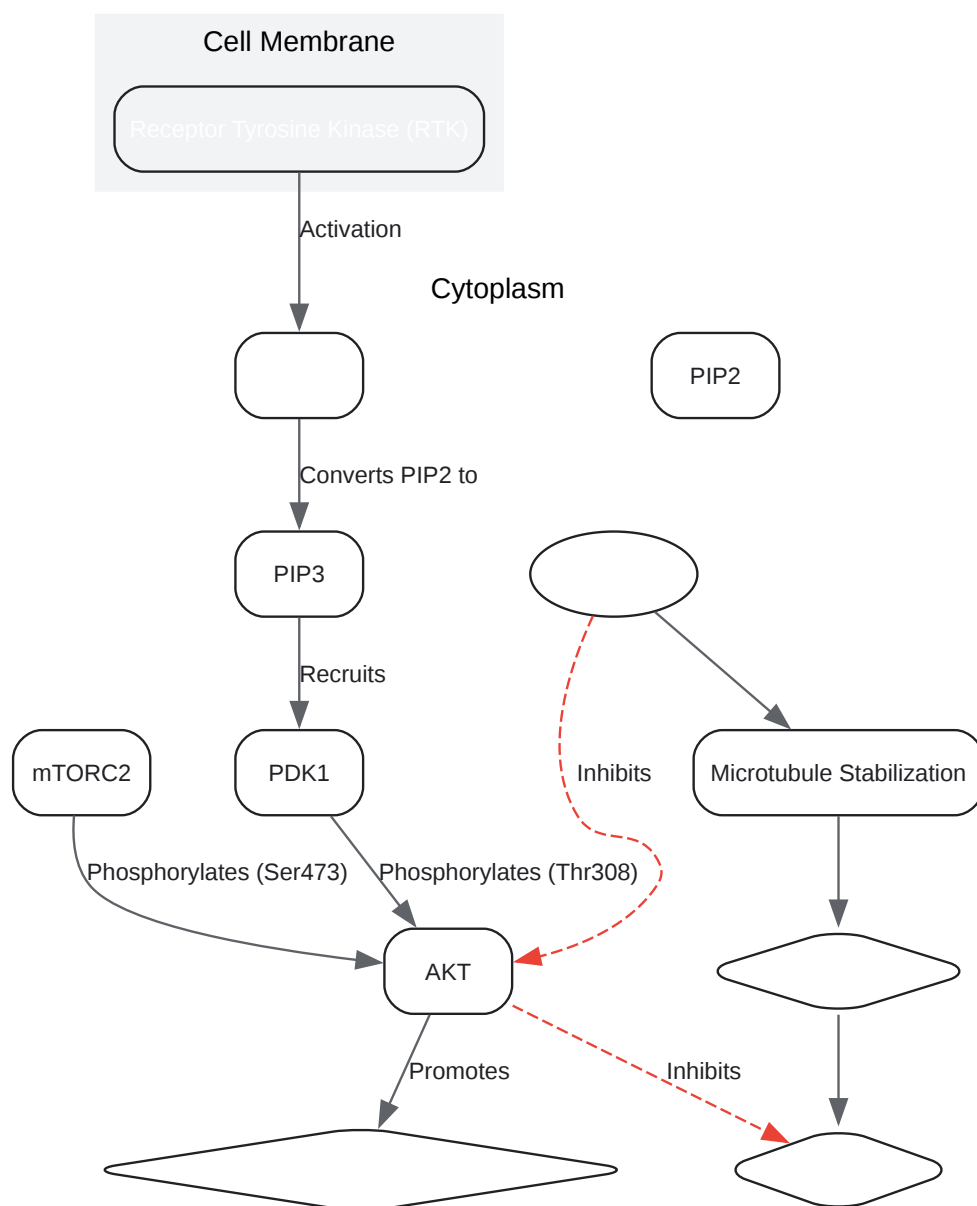 Cell Membrane
Receptor Tyrosine Kinase (RTK)
Activation
Cytoplasm
PIP2
Converts PIP2 to
PIP3
Recruits
mTORC2
PDK1
Inhibits
Microtubule Stabilization
Phosphorylates (Ser473)
Phosphorylates (Thr308)
AKT
Promotes
Inhibits